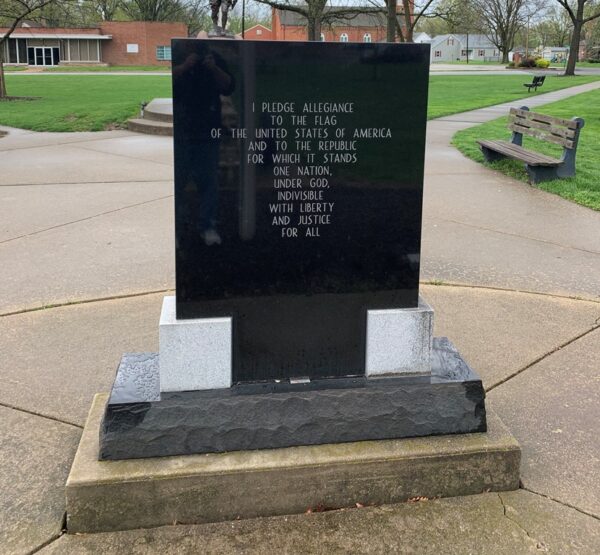 I PLEDGE ALLEGIANCE
TO THE FLAG
OF THE UNITED STATES OF AMERICA
AND TO THE REPUBLIC
FOR WHICH IT STANDS
ONE NATION,
UNDER GOD,
INDIVISIBLE
WITH LIBERTY
AND JUSTICE
FOR ALL